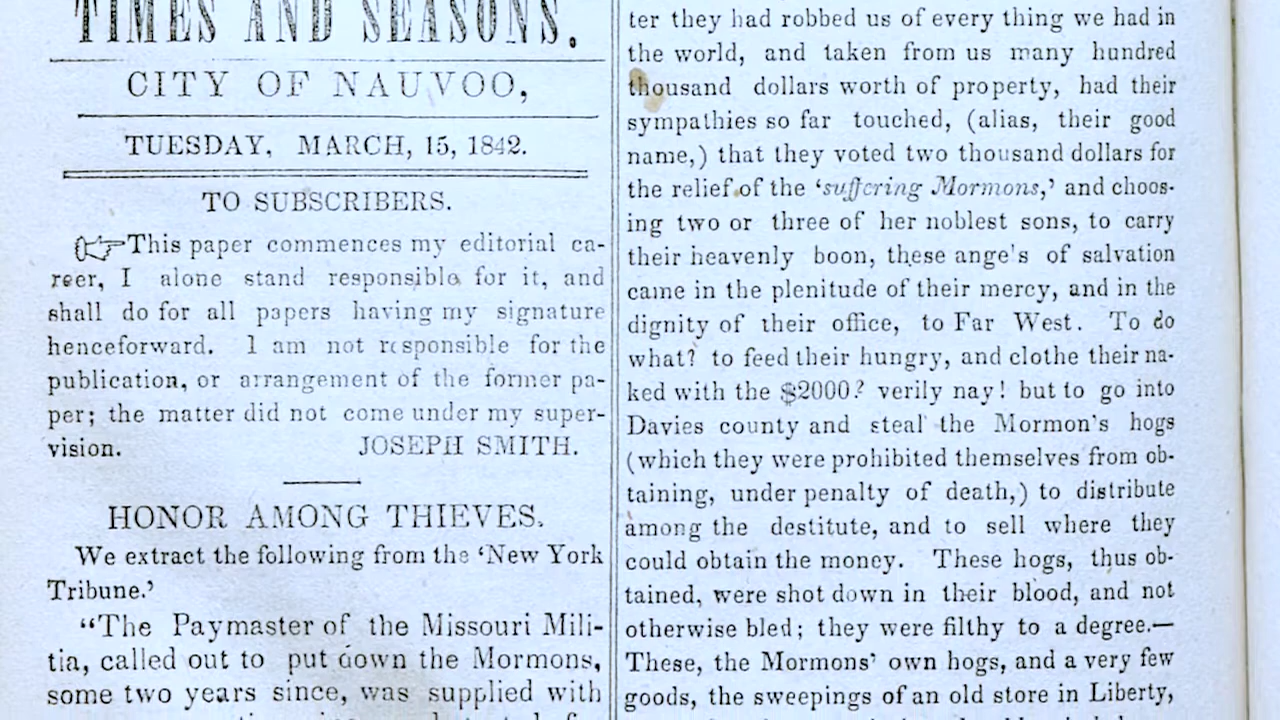 TIMES AND SEASONS.
CITY OF NAUVOO,
TUESDAY, MARCH, 15, 1842.
TO SUBSCRIBERS.
This paper commences my editorial ca-
reer, I alone stand responsible for it, and
shall do for all papers having my signature
henceforward. I am not responsible for the
publication, or arrangement of the former pa-
per; the matter did not come under my super-
vision. JOSEPH SMITH.
HONOR AMONG THIEVES.
We extract the following from the ‘New York
Tribune.’
“The Paymaster of the Missouri Mili-
tia, called out to put down the Mormons,
some two years since, was supplied with
ter they had robbed us of every thing we had in
the world, and taken from us many hundred
thousand dollars worth of property, had their
sympathies so far touched, (alias, their good
name,) that they voted two thousand dollars for
the relief of the ‘suffering Mormons,’ and choos-
ing two or three of her noblest sons, to carry
their heavenly boon, these ange's of salvation
came in the plenitude of their mercy, and in the
dignity of their office, to Far West. To do
what? to feed their hungry, and clothe their na-
ked with the $2000? verily nay! but to go into
Davies county and steal the Mormon's hogs
(which they were prohibited themselves from ob-
taining, under penalty of death,) to distribute
among the destitute, and to sell where they
could obtain the money. These hogs, thus ob-
tained, were shot down in their blood, and not
otherwise bled; they were filthy to a degree.—
These, the Mormons’ own hogs, and a very few
goods, the sweepings of an old store in Liberty,